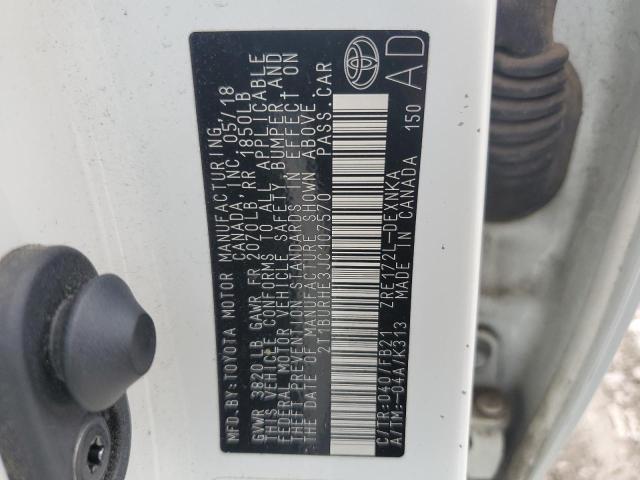 MFD.BY:TOYOTA MOTOR MANUFACTURING
CANADA,INC.05/18
GVWR 3820LB GAWR FR 2070LB,RR 1850LB
THIS VEHICLE CONFORMS TO ALL APPLICABLE
FEDERAL MOTOR VEHICLE SAFETY,BUMPER AND
THEFT PREVENTION STANDARDS IN EFFECT ON
THE DATE OF MANUFACTURE SHOWN ABOVE.
2T1BURHE3JC107570 PASS.CAR
C/TR:040/FB21 ZRE172L-DEXNKA
A/TM:-04A/K313 MADE IN CANADA 150
AD